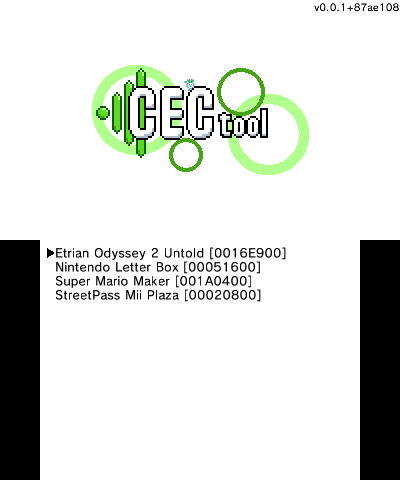 v0.0.1+87ae108
CEC tool
Etrian Odyssey 2 Untold [0016E900]
Nintendo Letter Box [00051600]
Super Mario Maker [001A0400]
StreetPass Mii Plaza [00020800]